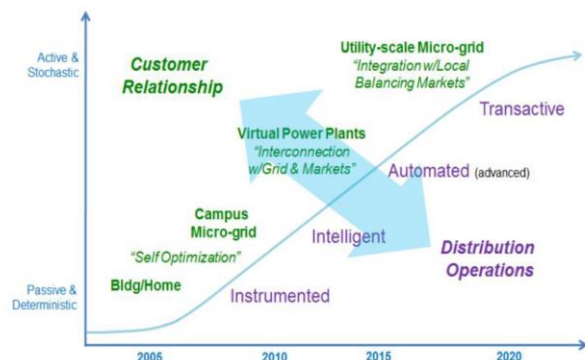 Active &
Stochastic
Customer
Relationship
Utility-scale Micro-grid
“Integration w/Local
Balancing Markets”
Transactive
Virtual Power Plants
“Interconnection
w/Grid & Markets”
Automated (advanced)
Campus
Micro-grid
Intelligent
“Self Optimization”
Distribution
Operations
Bldg/Home
Instrumented
Passive &
Deterministic
2005
2010
2015
2020